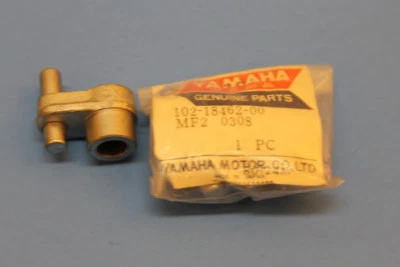 YAMAHA
GENUINE PARTS
102-18462-00
MF2 0308
1 PC
YAMAHA MOTOR CO LTD